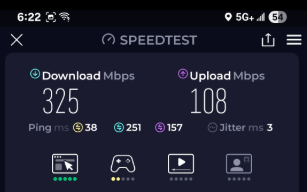 6:22 5G+ 54
SPEEDTEST
Download Mbps Upload Mbps
325 108
Ping ms 38 251 157 Jitter ms 3